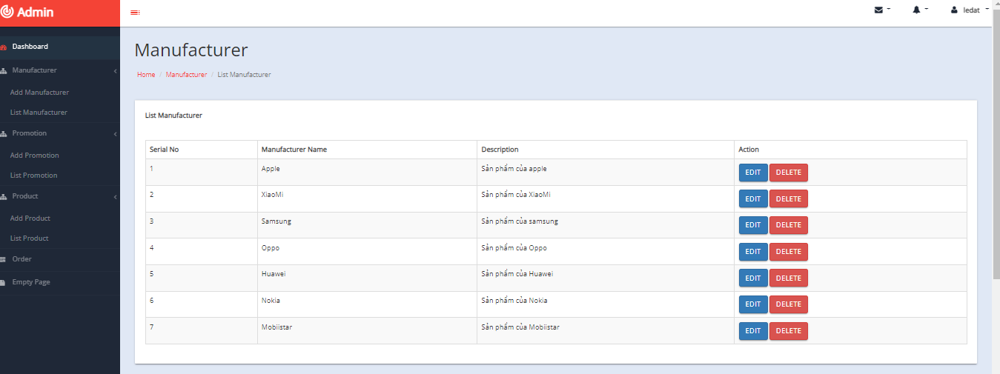 Admin
ledat
Dashboard
Manufacturer
Add Manufacturer
List Manufacturer
Promotion
Add Promotion
List Promotion
Product
Add Product
List Product
Order
Empty Page
Manufacturer
Home / Manufacturer / List Manufacturer
List Manufacturer
Serial No Manufacturer Name Description Action
1 Apple Sản phẩm của apple EDIT DELETE
2 XiaoMi Sản phẩm của XiaoMi EDIT DELETE
3 Samsung Sản phẩm của samsung EDIT DELETE
4 Oppo Sản phẩm của Oppo EDIT DELETE
5 Huawei Sản phẩm của Huawei EDIT DELETE
6 Nokia Sản phẩm của Nokia EDIT DELETE
7 Mobiistar Sản phẩm của Mobiistar EDIT DELETE